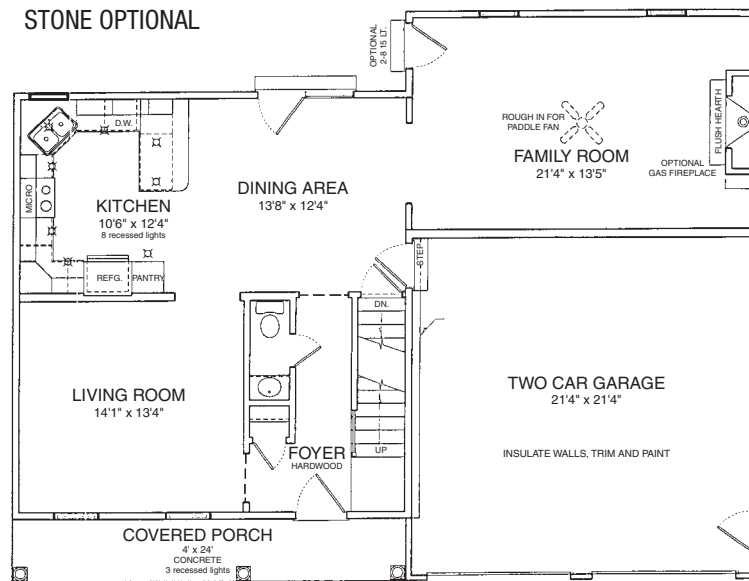 STONE OPTIONAL
OPTIONAL
2-8 15 LT.
ROUGH IN FOR
PADDLE FAN
FAMILY ROOM
21'4" x 13'5"
FLUSH HEARTH
OPTIONAL
GAS FIREPLACE
D.W.
MICRO
KITCHEN
10'6" x 12'4"
8 recessed lights
DINING AREA
13'8" x 12'4"
REFG.
PANTRY
STEP
DN.
LIVING ROOM
14'1" x 13'4"
TWO CAR GARAGE
21'4" x 21'4"
INSULATE WALLS, TRIM AND PAINT
FOYER
HARDWOOD
UP
COVERED PORCH
4' x 24'
CONCRETE
3 recessed lights